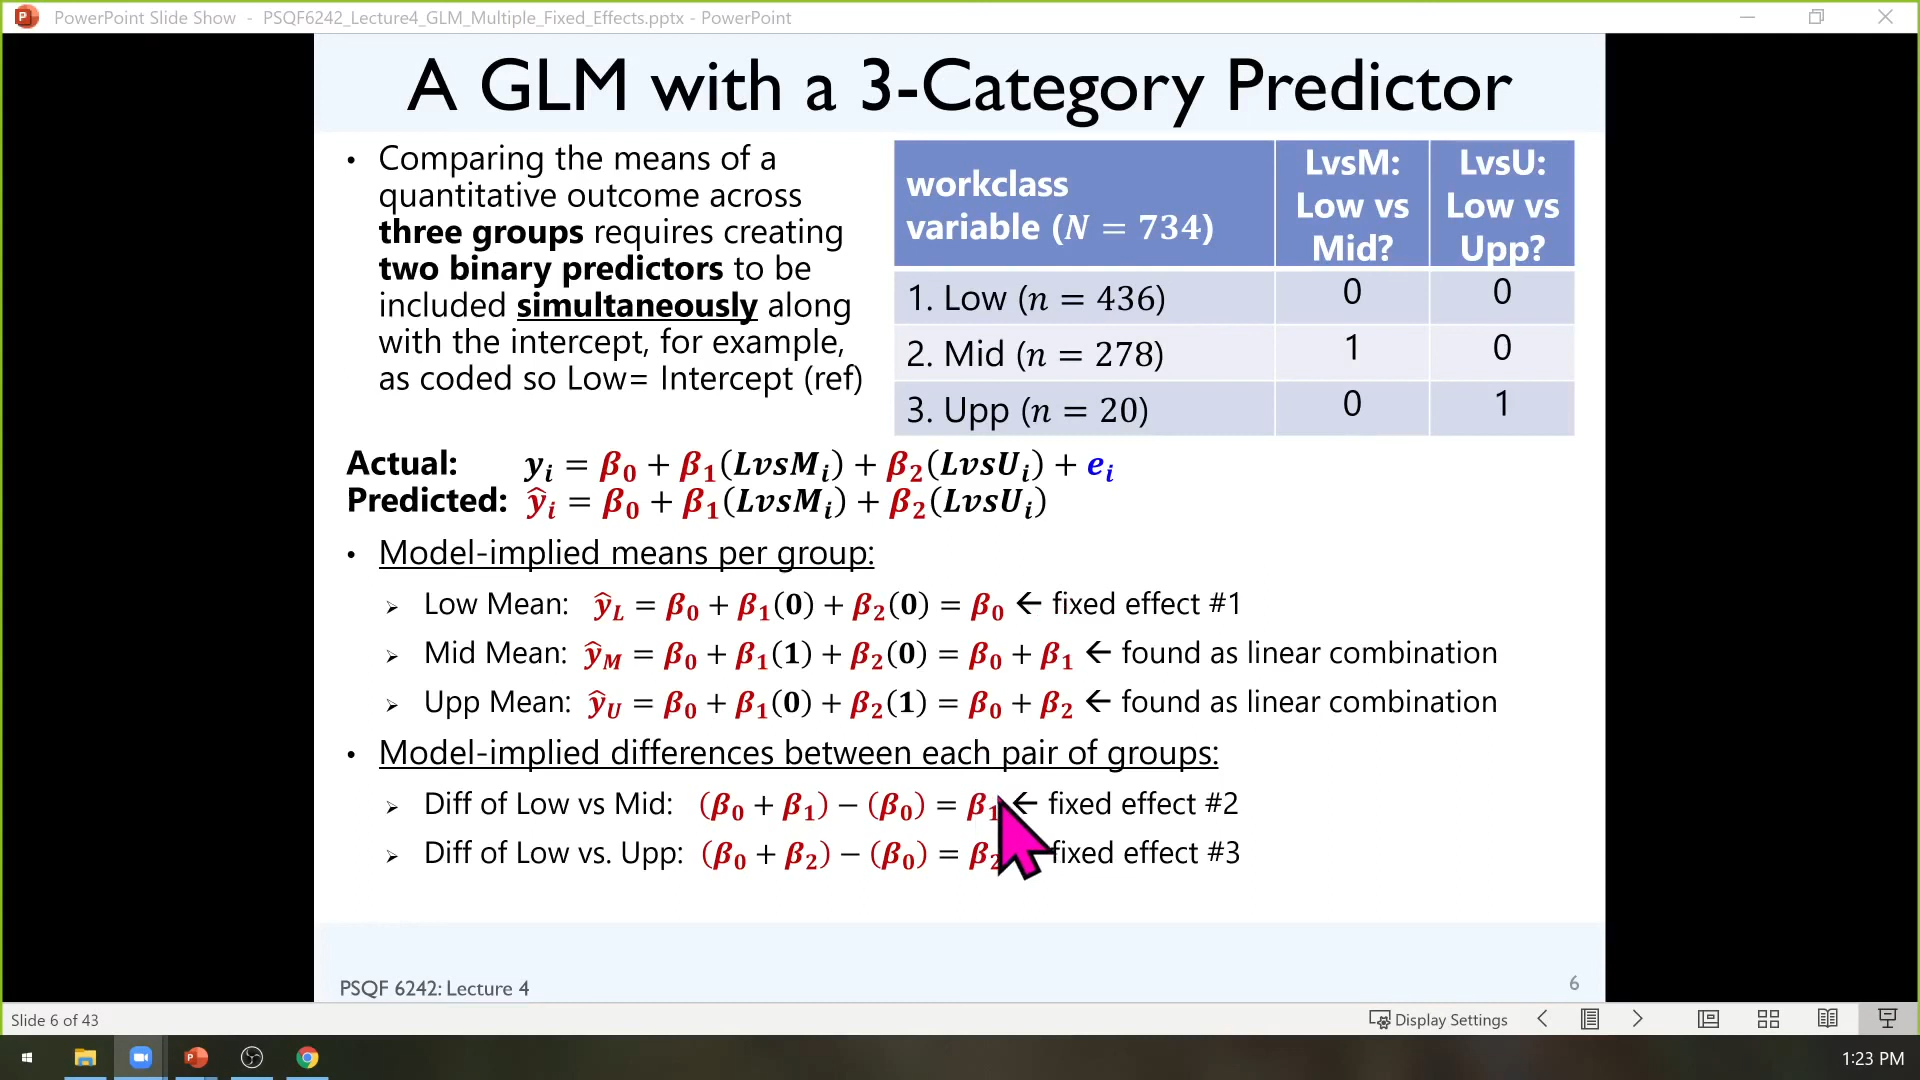 PowerPoint Slide Show - PSQF6242_Lecture4_GLM_Multiple_Fixed_Effects.pptx - PowerPoint
A GLM with a 3-Category Predictor
• Comparing the means of a
quantitative outcome across
three groups requires creating
two binary predictors to be
included simultaneously along
with the intercept, for example,
as coded so Low= Intercept (ref)
workclass
variable (N = 734)
LvsM:
Low vs
Mid?
LvsU:
Low vs
Upp?
1. Low (n = 436) 0 0
2. Mid (n = 278) 1 0
3. Upp (n = 20) 0 1
Actual: yᵢ = β₀ + β₁(LvsMᵢ) + β₂(LvsUᵢ) + eᵢ
Predicted: ŷᵢ = β₀ + β₁(LvsMᵢ) + β₂(LvsUᵢ)
• Model-implied means per group:
➢ Low Mean: ŷ_L = β₀ + β₁(0) + β₂(0) = β₀ ← fixed effect #1
➢ Mid Mean: ŷ_M = β₀ + β₁(1) + β₂(0) = β₀ + β₁ ← found as linear combination
➢ Upp Mean: ŷ_U = β₀ + β₁(0) + β₂(1) = β₀ + β₂ ← found as linear combination
• Model-implied differences between each pair of groups:
➢ Diff of Low vs Mid: (β₀ + β₁) − (β₀) = β₁ ← fixed effect #2
➢ Diff of Low vs. Upp: (β₀ + β₂) − (β₀) = β₂ fixed effect #3
PSQF 6242: Lecture 4
6
Slide 6 of 43
Display Settings
1:23 PM